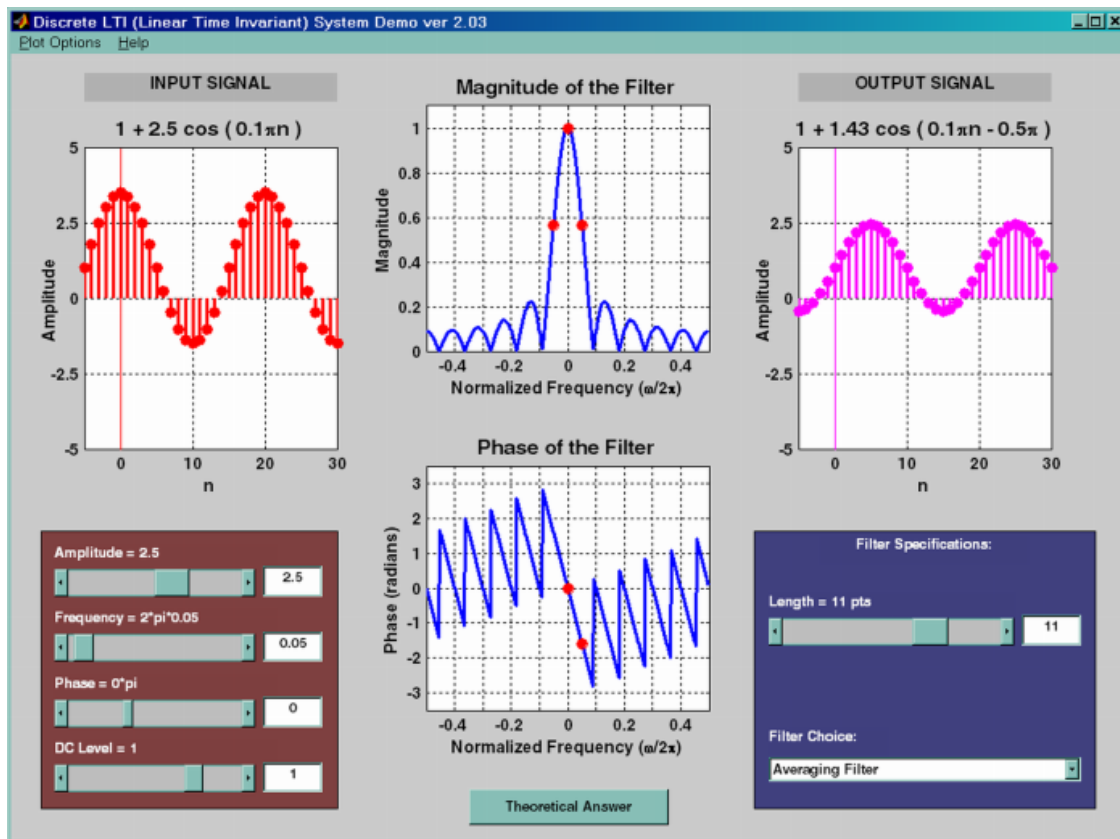 Discrete LTI (Linear Time Invariant) System Demo ver 2.03
Plot Options Help
INPUT SIGNAL
1 + 2.5 cos ( 0.1πn )
5
2.5
0
-2.5
-5
Amplitude
0 10 20 30
n
Magnitude of the Filter
1
0.8
0.6
0.4
0.2
0
Magnitude
-0.4 -0.2 0 0.2 0.4
Normalized Frequency (ω/2π)
OUTPUT SIGNAL
1 + 1.43 cos ( 0.1πn - 0.5π )
5
2.5
0
-2.5
-5
Amplitude
0 10 20 30
n
Phase of the Filter
3
2
1
0
-1
-2
-3
Phase (radians)
-0.4 -0.2 0 0.2 0.4
Normalized Frequency (ω/2π)
Amplitude = 2.5
2.5
Frequency = 2*pi*0.05
0.05
Phase = 0*pi
0
DC Level = 1
1
Theoretical Answer
Filter Specifications:
Length = 11 pts
11
Filter Choice:
Averaging Filter